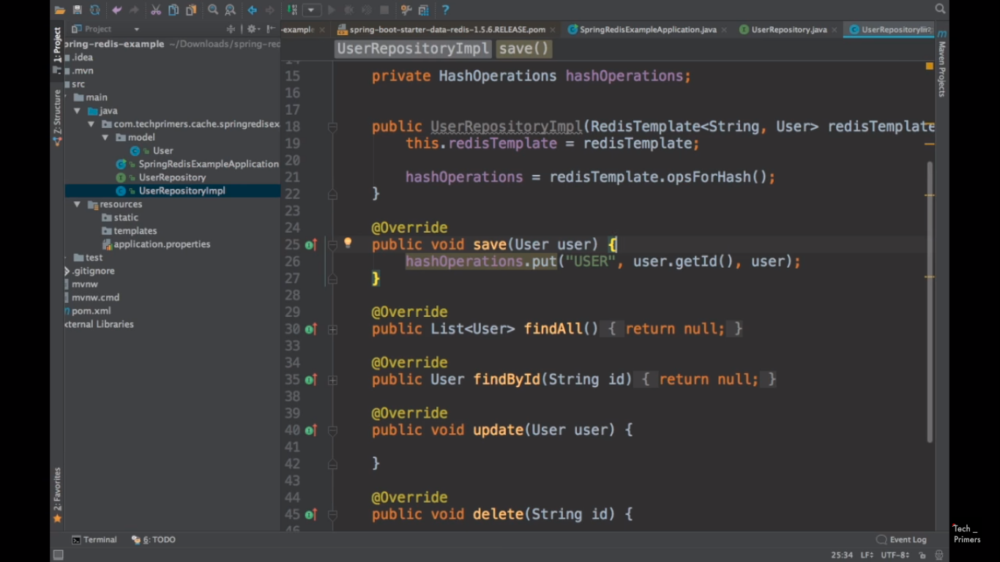 Project
-example
spring-boot-starter-data-redis-1.5.6.RELEASE.pom
SpringRedisExampleApplication.java
UserRepository.java
UserRepositoryIm
pring-redis-example ~/Downloads/spring-red
UserRepositoryImpl save()
1: Project
Z: Structure
2: Favorites
Maven Projects
.idea
.mvn
src
main
java
com.techprimers.cache.springredisexa
model
User
SpringRedisExampleApplication
UserRepository
UserRepositoryImpl
resources
static
templates
application.properties
test
.gitignore
mvnw
mvnw.cmd
pom.xml
xternal Libraries
14
15 private HashOperations hashOperations;
16
17
18 public UserRepositoryImpl(RedisTemplate<String, User> redisTemplate
19 this.redisTemplate = redisTemplate;
20
21 hashOperations = redisTemplate.opsForHash();
22 }
23
24 @Override
25 public void save(User user) {
26 hashOperations.put("USER", user.getId(), user);
27 }
28
29 @Override
30 public List<User> findAll() { return null; }
33
34 @Override
35 public User findById(String id) { return null; }
38
39 @Override
40 public void update(User user) {
41
42 }
43
44 @Override
45 public void delete(String id) {
46
Terminal
6: TODO
Event Log
25:34 LF÷ UTF-8÷
Tech _
Primers